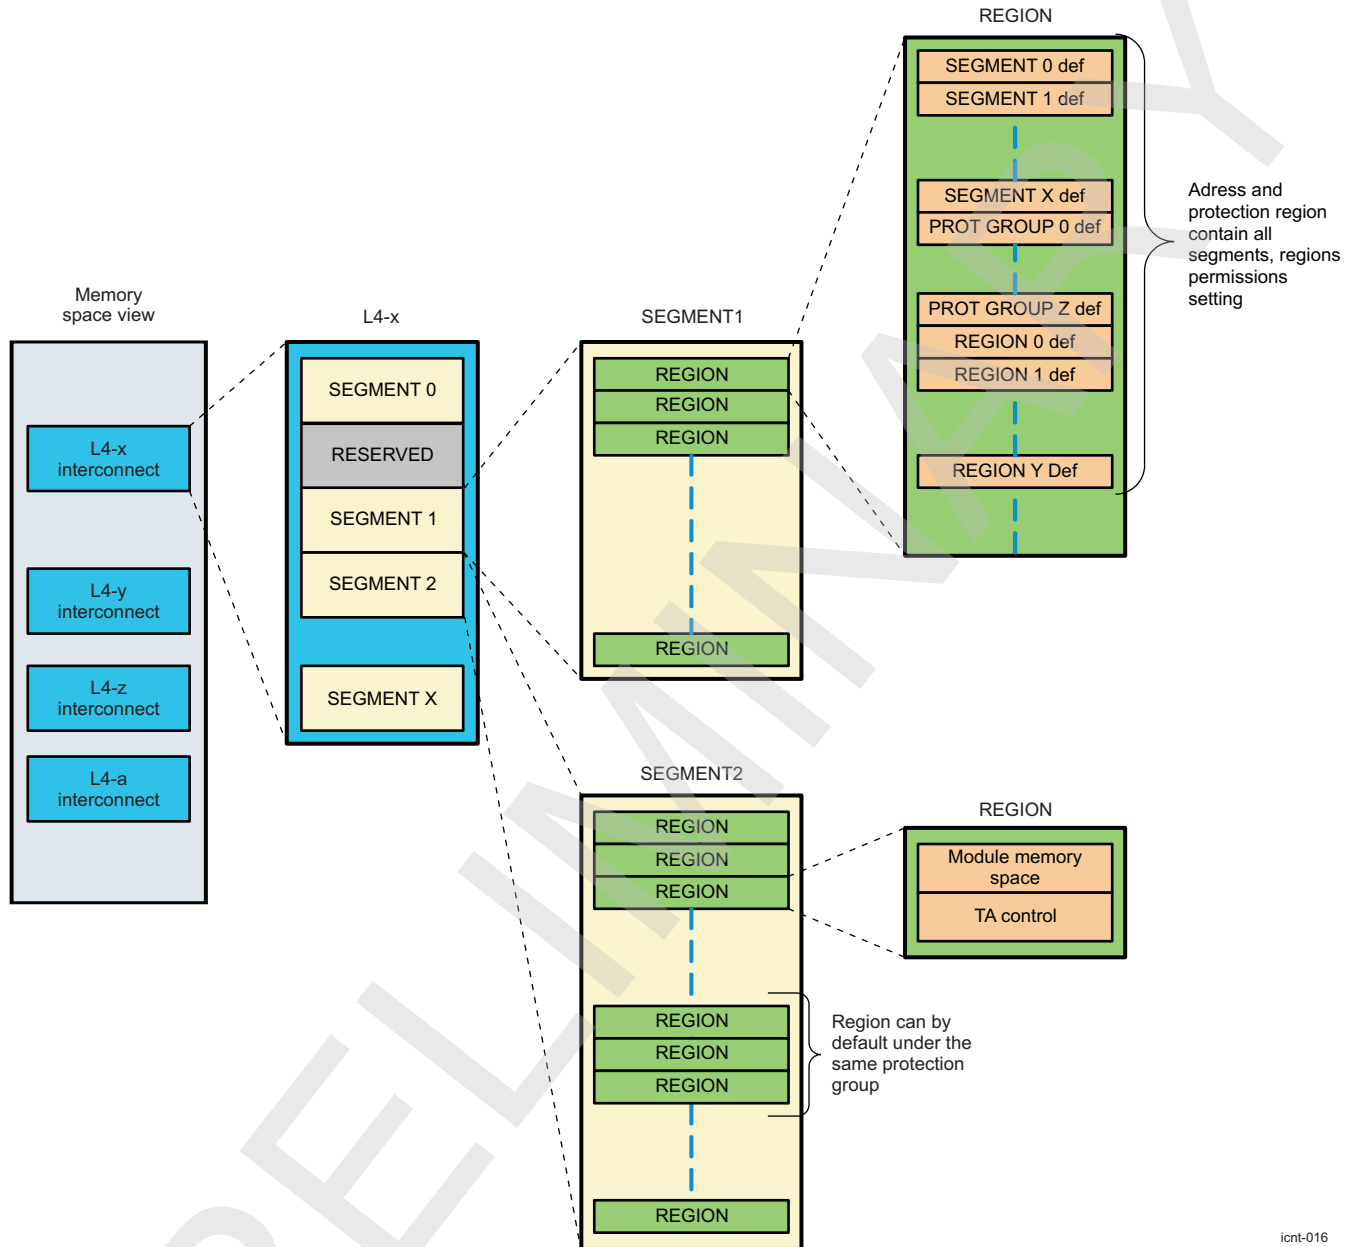 Memory
space view
L4-x
interconnect
L4-y
interconnect
L4-z
interconnect
L4-a
interconnect
L4-x
SEGMENT 0
RESERVED
SEGMENT 1
SEGMENT 2
SEGMENT X
SEGMENT1
REGION
REGION
REGION
REGION
REGION
SEGMENT 0 def
SEGMENT 1 def
SEGMENT X def
PROT GROUP 0 def
PROT GROUP Z def
REGION 0 def
REGION 1 def
REGION Y Def
Adress and
protection region
contain all
segments, regions
permissions
setting
SEGMENT2
REGION
REGION
REGION
REGION
REGION
REGION
REGION
Region can by
default under the
same protection
group
REGION
Module memory
space
TA control
icnt-016
PRELIMINARY